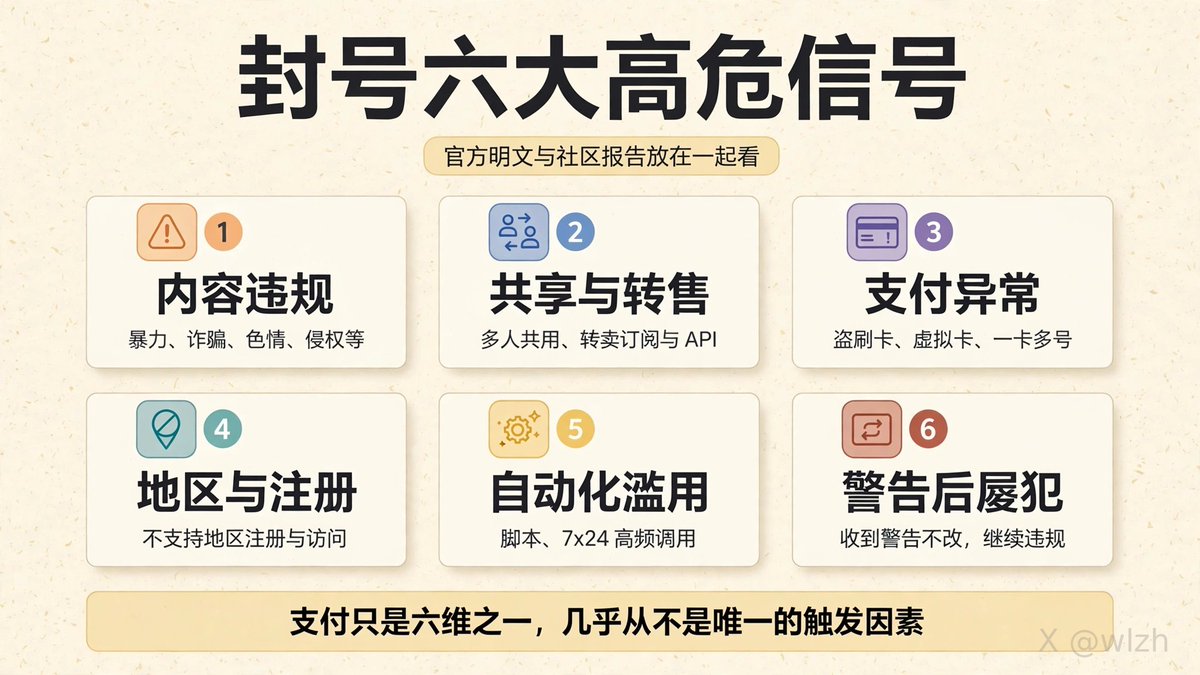 封号六大高危信号
官方明文与社区报告放在一起看
1
内容违规
暴力、诈骗、色情、侵权等
2
共享与转售
多人共用、转卖订阅与 API
3
支付异常
盗刷卡、虚拟卡、一卡多号
4
地区与注册
不支持地区注册与访问
5
自动化滥用
脚本、7x24 高频调用
6
警告后屡犯
收到警告不改，继续违规
支付只是六维之一，几乎从不是唯一的触发因素
X @wlzh